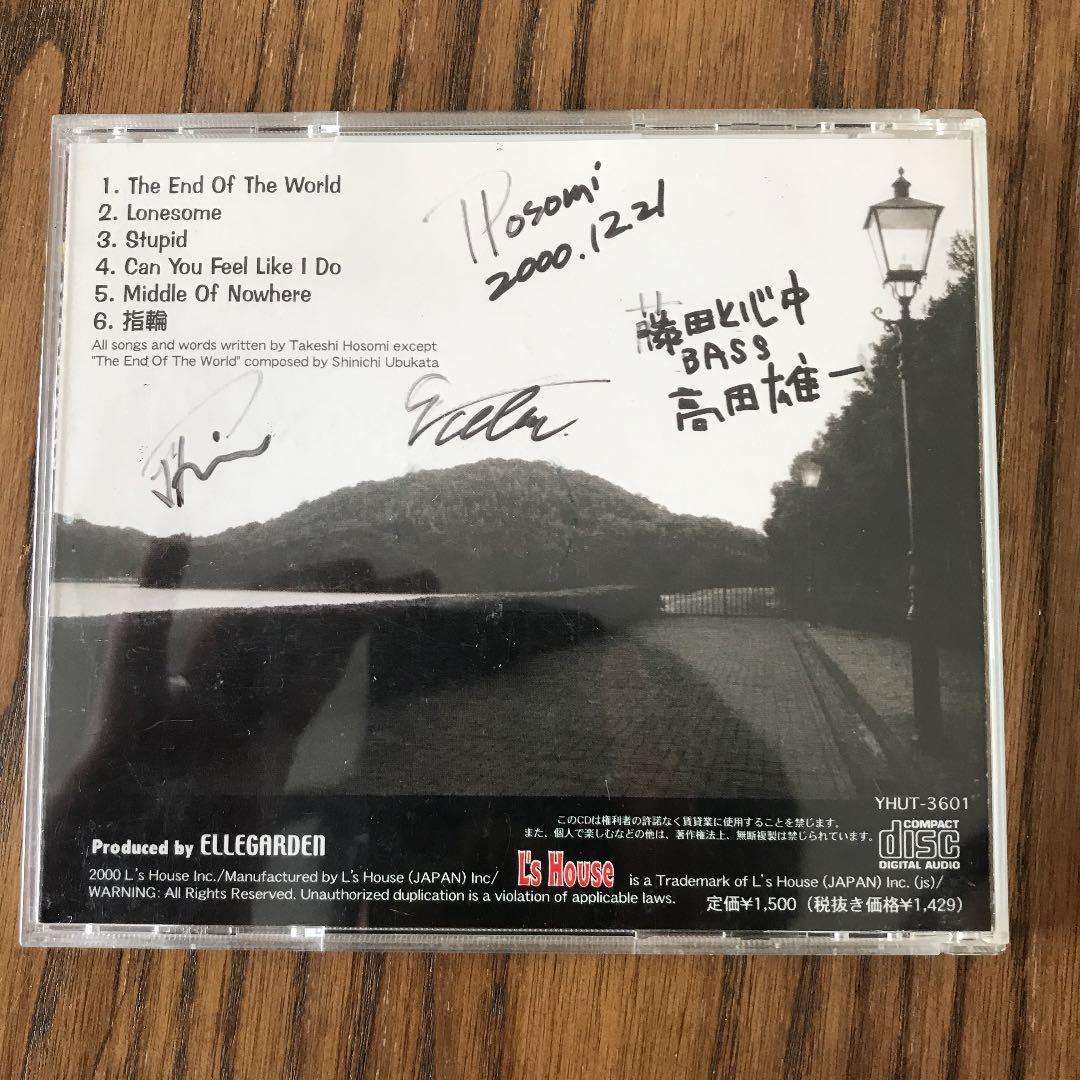 1. The End Of The World
2. Lonesome
3. Stupid
4. Can You Feel Like I Do
5. Middle Of Nowhere
6. 指輪
All songs and words written by Takeshi Hosomi except
"The End Of The World" composed by Shinichi Ubukata
Hosomi
2000.12.21
藤田と心中
BASS
高田雄一
YHUT-3601
このCDは権利者の許諾なく賃貸業に使用することを禁じます。
また、個人で楽しむなどの他は、著作権法上、無断複製は禁じられています。
COMPACT
disc
DIGITAL AUDIO
Produced by ELLEGARDEN
2000 L's House Inc./Manufactured by L's House (JAPAN) Inc/ L's House is a Trademark of L's House (JAPAN) Inc. (js)/
WARNING: All Rights Reserved. Unauthorized duplication is a violation of applicable laws. 定価¥1,500（税抜き価格¥1,429）